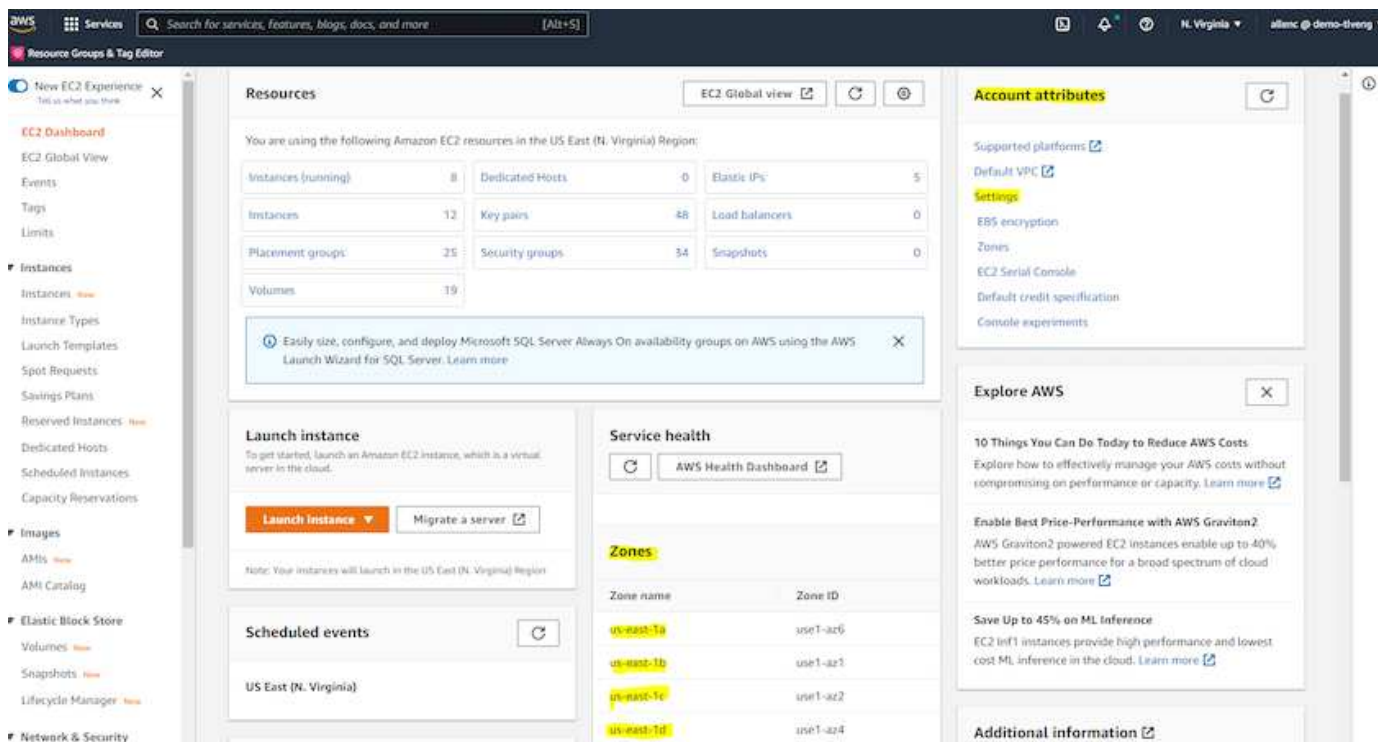 aws
Services
Search for services, features, blogs, docs, and more
[Alt+S]
N. Virginia ▼
allenc @ demo-tlveng
Resource Groups & Tag Editor
New EC2 Experience
Tell us what you think
EC2 Dashboard
EC2 Global View
Events
Tags
Limits
Instances
Instances New
Instance Types
Launch Templates
Spot Requests
Savings Plans
Reserved Instances New
Dedicated Hosts
Scheduled Instances
Capacity Reservations
Images
AMIs New
AMI Catalog
Elastic Block Store
Volumes New
Snapshots New
Lifecycle Manager New
Network & Security
Resources
EC2 Global view
You are using the following Amazon EC2 resources in the US East (N. Virginia) Region:
Instances (running) 8
Dedicated Hosts 0
Elastic IPs 5
Instances 12
Key pairs 48
Load balancers 0
Placement groups 25
Security groups 34
Snapshots 0
Volumes 19
Easily size, configure, and deploy Microsoft SQL Server Always On availability groups on AWS using the AWS
Launch Wizard for SQL Server. Learn more
Launch instance
To get started, launch an Amazon EC2 instance, which is a virtual
server in the cloud.
Launch Instance ▼
Migrate a server
Note: Your instances will launch in the US East (N. Virginia) Region
Scheduled events
US East (N. Virginia)
Service health
AWS Health Dashboard
Zones
Zone name Zone ID
us-east-1a use1-az6
us-east-1b use1-az1
us-east-1c use1-az2
us-east-1d use1-az4
Account attributes
Supported platforms
Default VPC
Settings
EBS encryption
Zones
EC2 Serial Console
Default credit specification
Console experiments
Explore AWS
10 Things You Can Do Today to Reduce AWS Costs
Explore how to effectively manage your AWS costs without
compromising on performance or capacity. Learn more
Enable Best Price-Performance with AWS Graviton2
AWS Graviton2 powered EC2 instances enable up to 40%
better price performance for a broad spectrum of cloud
workloads. Learn more
Save Up to 45% on ML Inference
EC2 Inf1 instances provide high performance and lowest
cost ML inference in the cloud. Learn more
Additional information